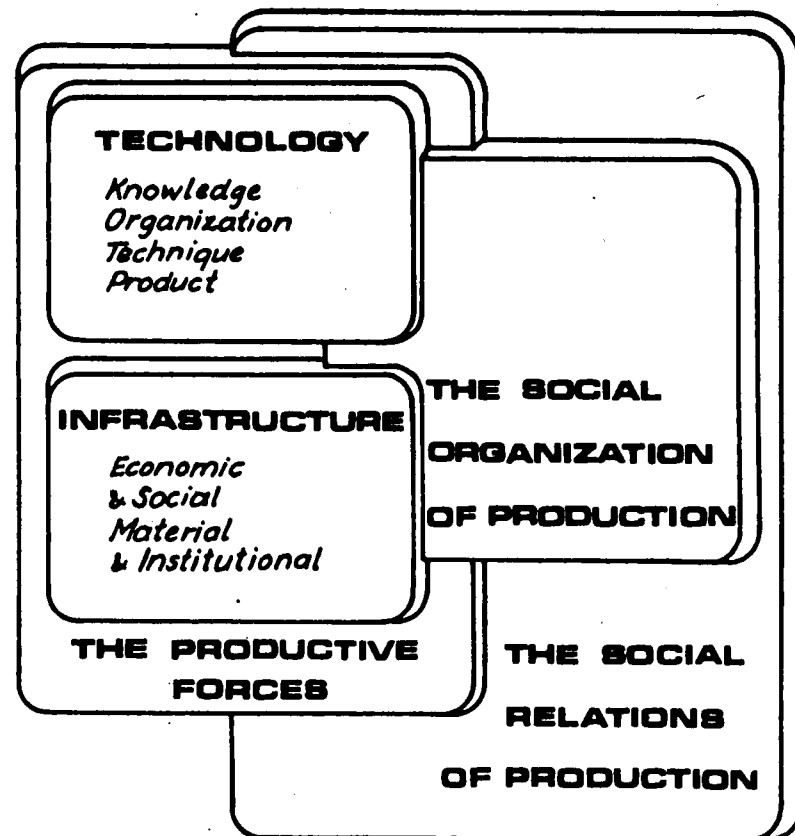 TECHNOLOGY
Knowledge
Organization
Technique
Product
INFRASTRUCTURE
Economic
& Social
Material
& Institutional
THE PRODUCTIVE
FORCES
THE SOCIAL
ORGANIZATION
OF PRODUCTION
THE SOCIAL
RELATIONS
OF PRODUCTION